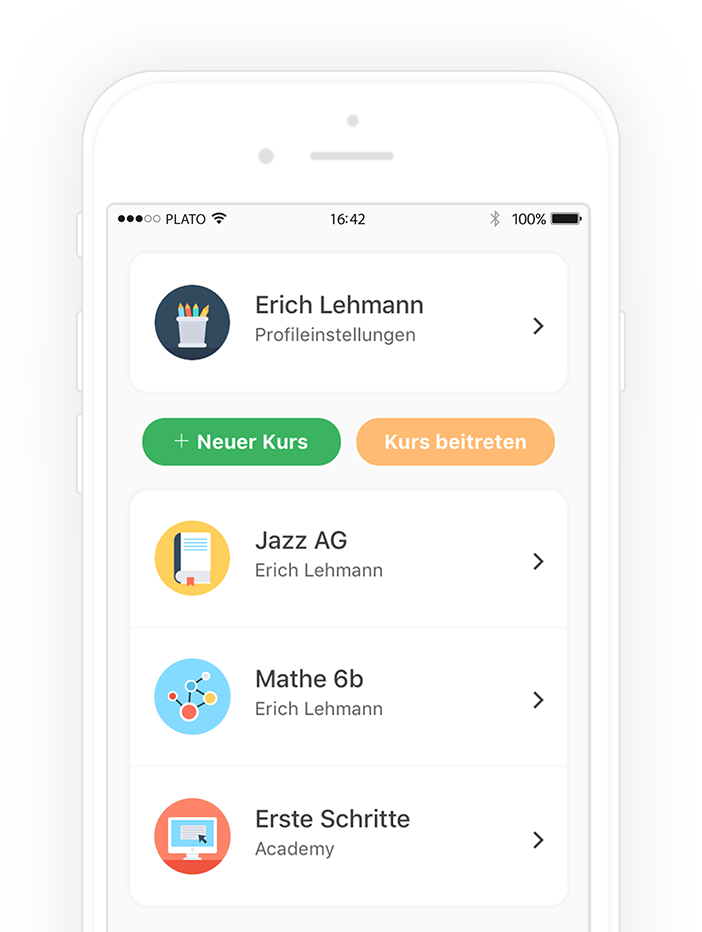 PLATO 16:42 100%
Erich Lehmann
Profileinstellungen
+ Neuer Kurs Kurs beitreten
Jazz AG
Erich Lehmann
Mathe 6b
Erich Lehmann
Erste Schritte
Academy